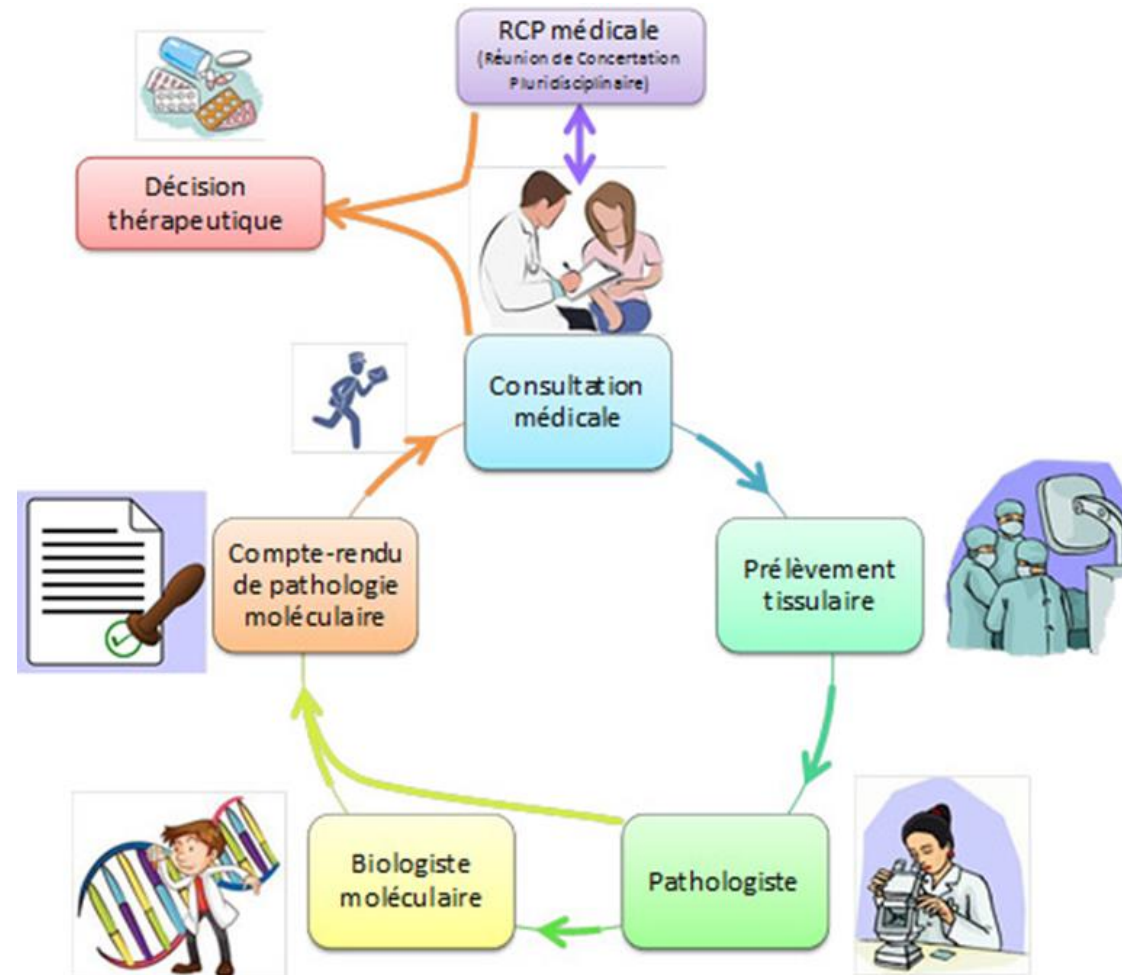 RCP médicale
(Réunion de Concertation
Pluridisciplinaire)
Décision
thérapeutique
Consultation
médicale
Compte-rendu
de pathologie
moléculaire
Prélèvement
tissulaire
Biologiste
moléculaire
Pathologiste